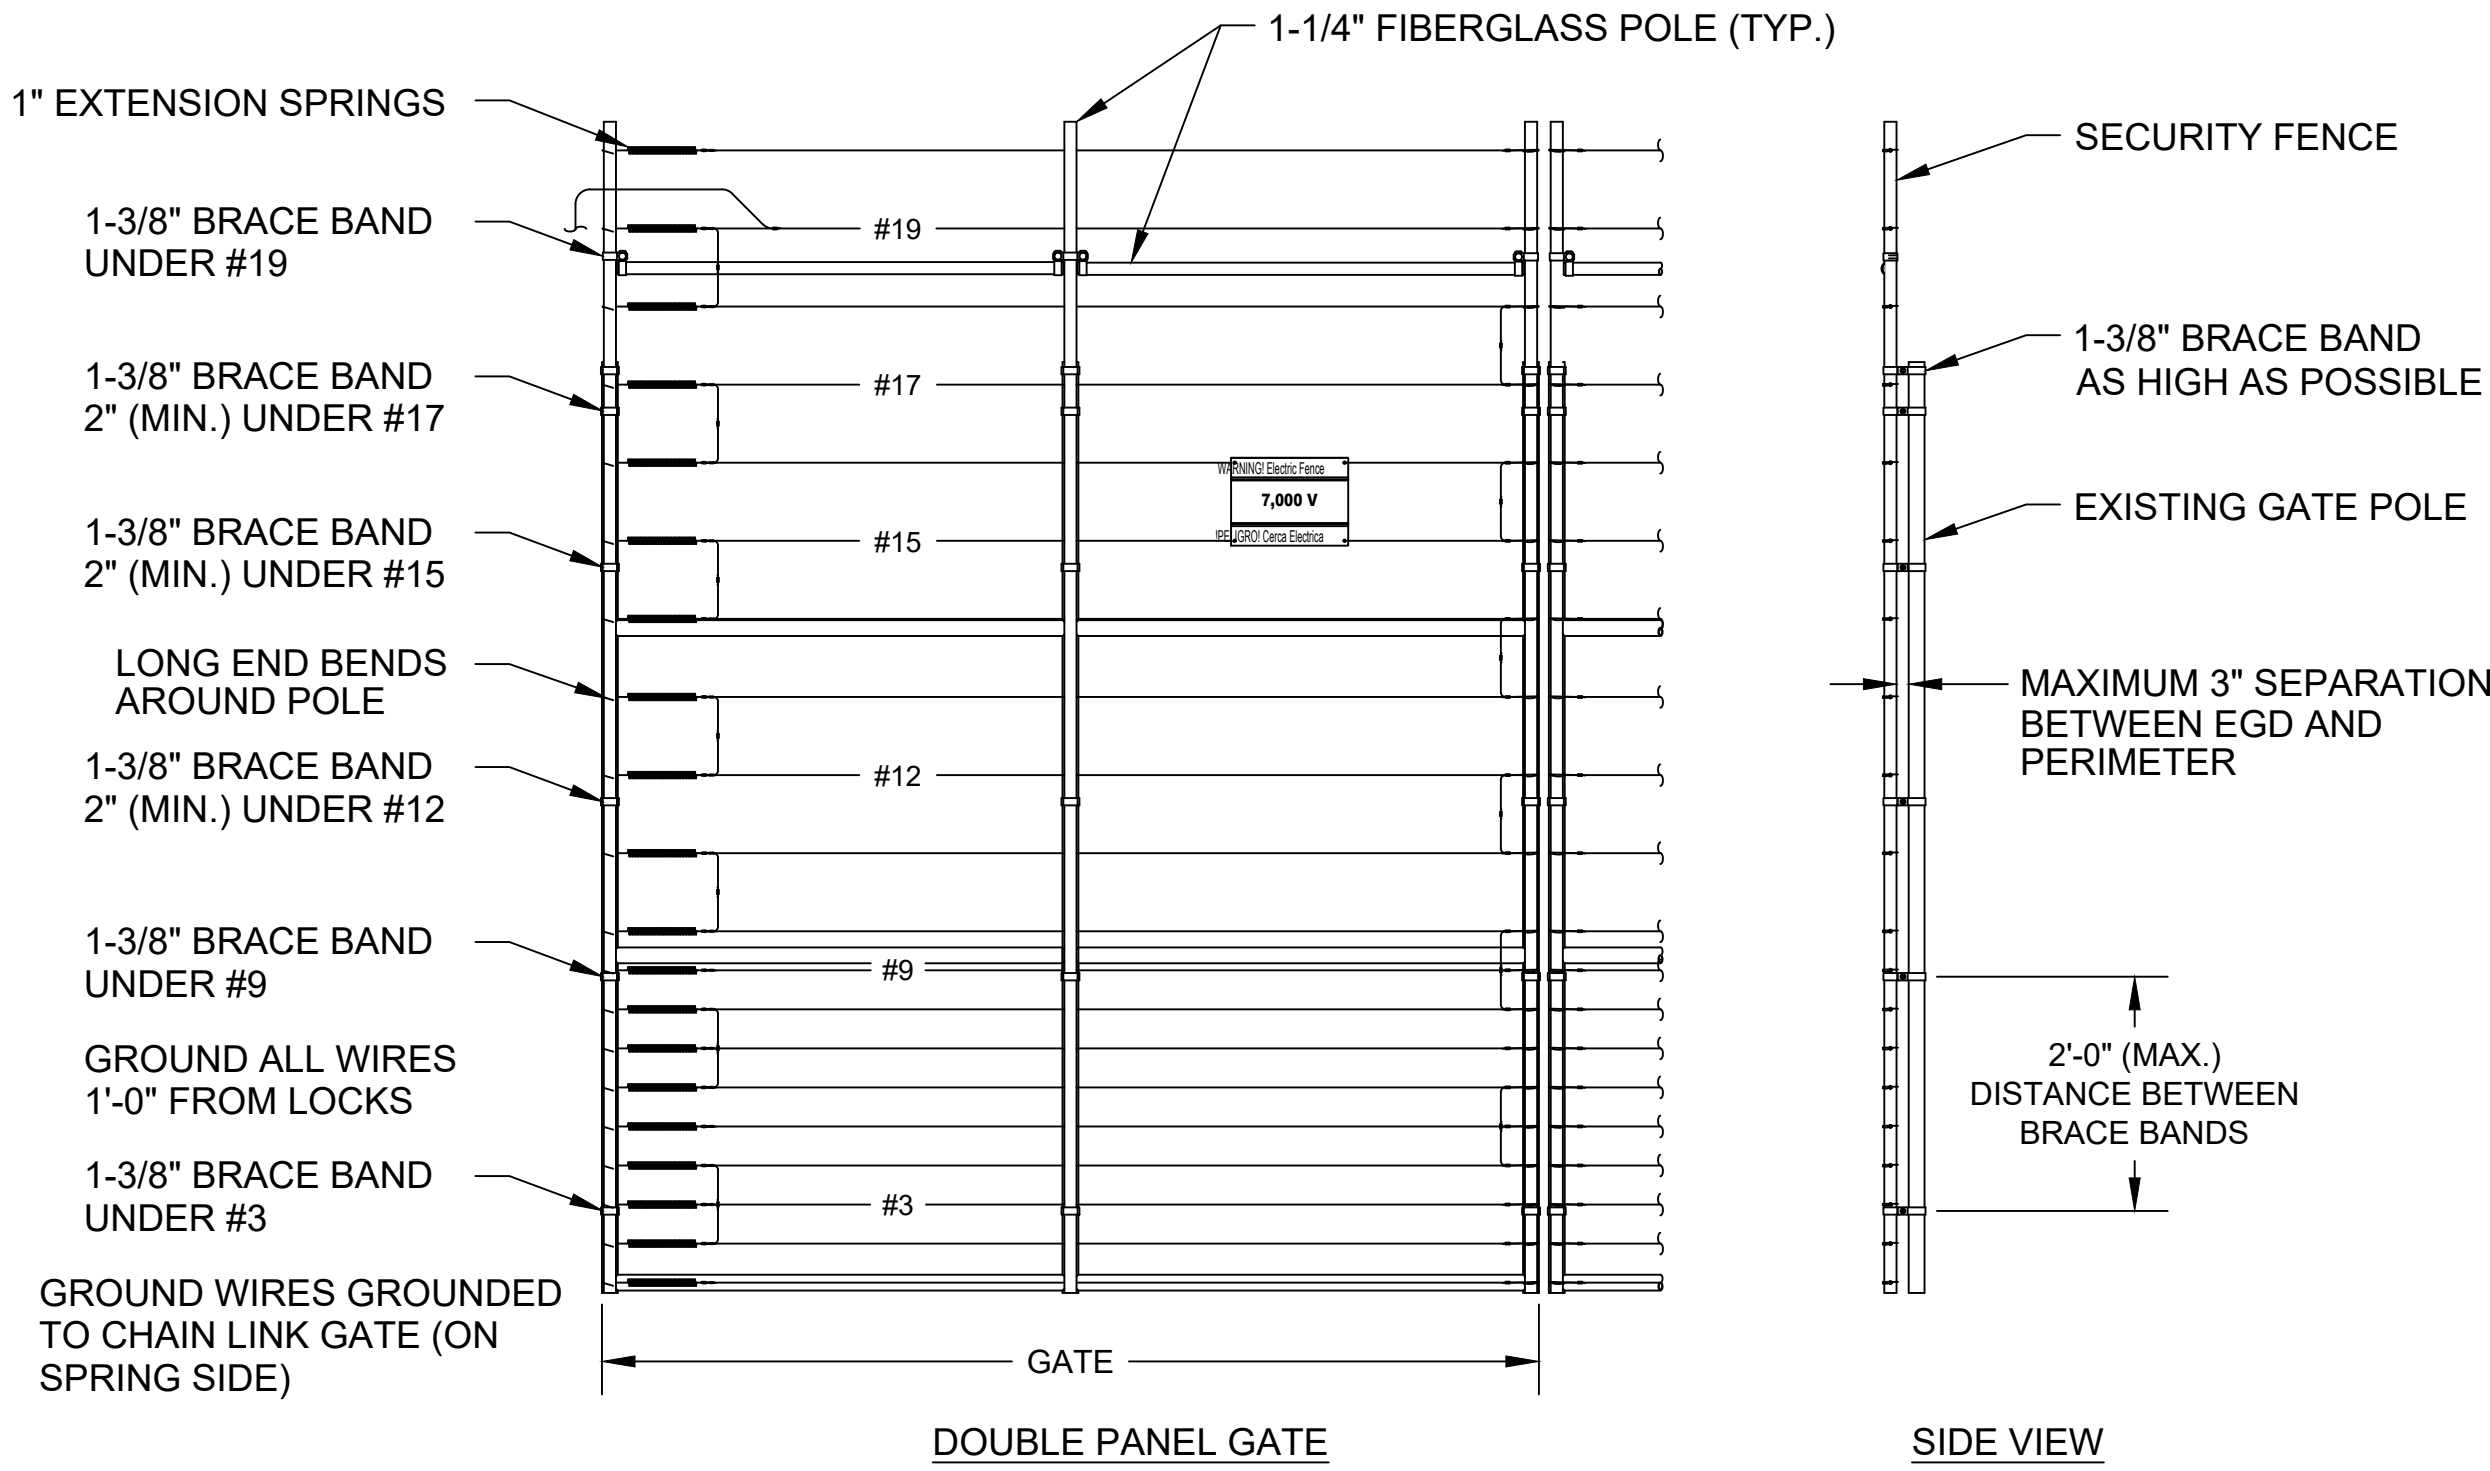 1-1/4" FIBERGLASS POLE (TYP.)
1" EXTENSION SPRINGS
1-3/8" BRACE BAND
UNDER #19
1-3/8" BRACE BAND
2" (MIN.) UNDER #17
1-3/8" BRACE BAND
2" (MIN.) UNDER #15
LONG END BENDS
AROUND POLE
1-3/8" BRACE BAND
2" (MIN.) UNDER #12
1-3/8" BRACE BAND
UNDER #9
GROUND ALL WIRES
1'-0" FROM LOCKS
1-3/8" BRACE BAND
UNDER #3
GROUND WIRES GROUNDED
TO CHAIN LINK GATE (ON
SPRING SIDE)
#19
#17
#15
#12
#9
#3
WARNING! Electric Fence
7,000 V
!PELIGRO! Cerca Electrica
GATE
DOUBLE PANEL GATE
SECURITY FENCE
1-3/8" BRACE BAND
AS HIGH AS POSSIBLE
EXISTING GATE POLE
MAXIMUM 3" SEPARATION
BETWEEN EGD AND
PERIMETER
2'-0" (MAX.)
DISTANCE BETWEEN
BRACE BANDS
SIDE VIEW